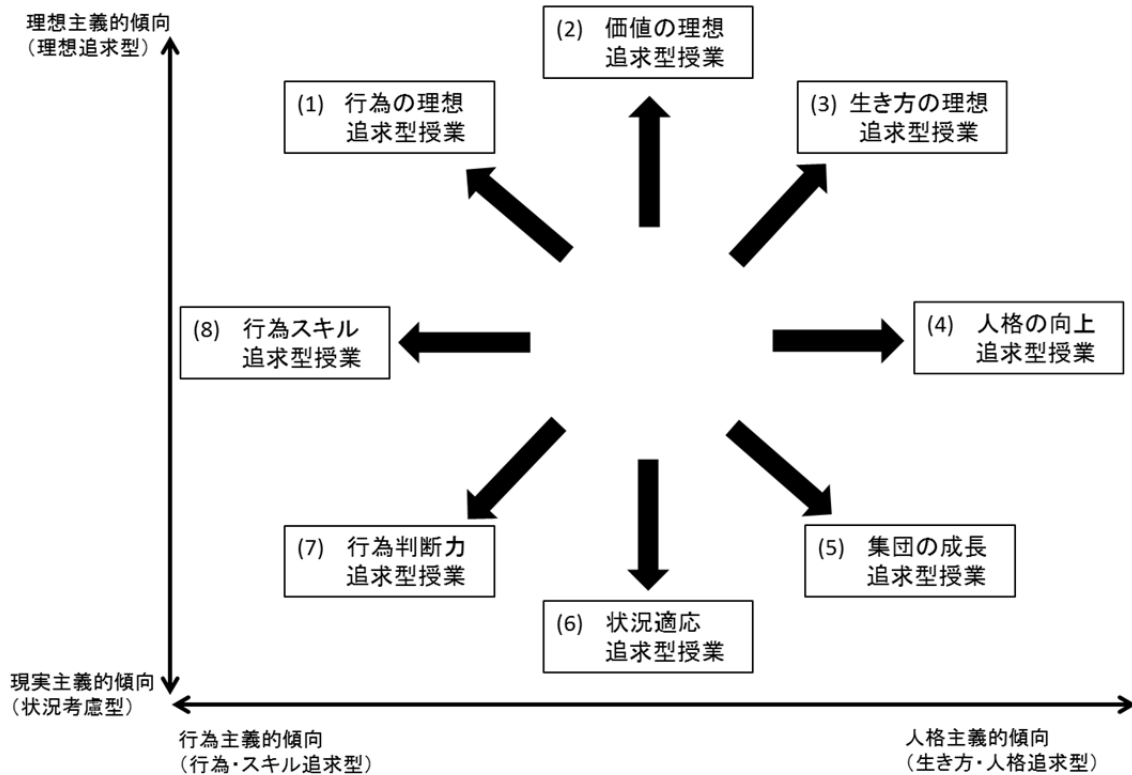 理想主義的傾向
（理想追求型）
(1) 行為の理想
追求型授業
(2) 価値の理想
追求型授業
(3) 生き方の理想
追求型授業
(8) 行為スキル
追求型授業
(4) 人格の向上
追求型授業
(7) 行為判断力
追求型授業
(6) 状況適応
追求型授業
(5) 集団の成長
追求型授業
現実主義的傾向
（状況考慮型）
行為主義的傾向
（行為・スキル追求型）
人格主義的傾向
（生き方・人格追求型）